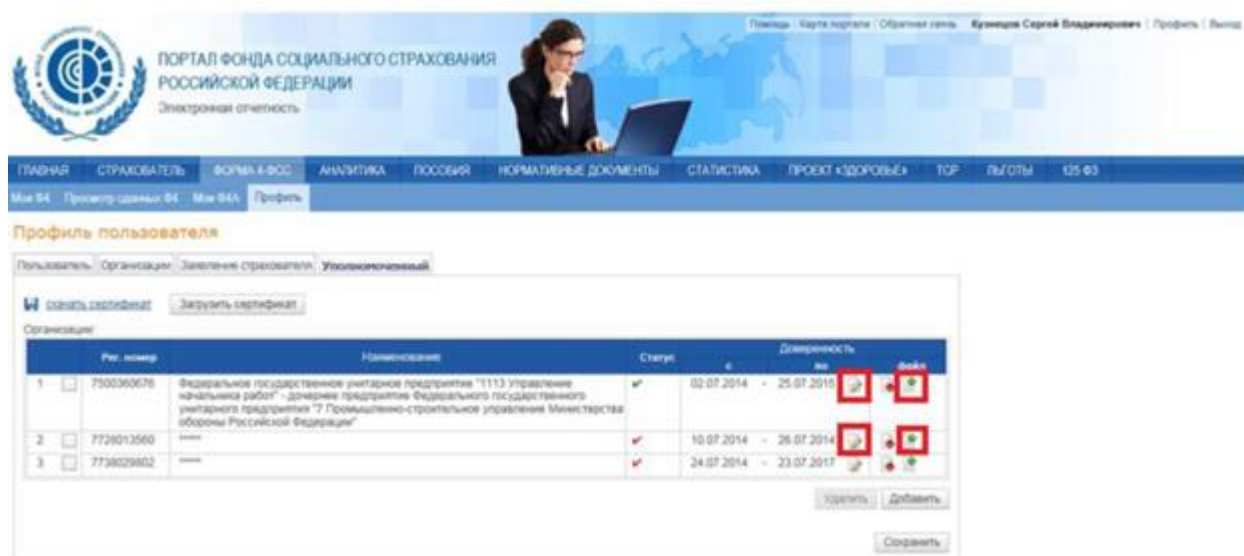 Помощь | Карта портала | Обратная связь Кузнецов Сергей Владимирович | Профиль | Выход
ПОРТАЛ ФОНДА СОЦИАЛЬНОГО СТРАХОВАНИЯ
РОССИЙСКОЙ ФЕДЕРАЦИИ
Электронная отчетность
ГЛАВНАЯ СТРАХОВАТЕЛЬ ФОРМА 4-ФСС АНАЛИТИКА ПОСОБИЯ НОРМАТИВНЫЕ ДОКУМЕНТЫ СТАТИСТИКА ПРОЕКТ «ЗДОРОВЬЕ» ТСР ЛЬГОТЫ 125 ФЗ
Мои Ф4 Просмотр сданных Ф4 Мои Ф4А Профиль
Профиль пользователя
Пользователь Организации Заявление страхователя Уполномоченный
скачать сертификат Загрузить сертификат
Организации
Рег. номер Наименование Статус Доверенность
с по файл
1 7500360676 Федеральное государственное унитарное предприятие "1113 Управление 02.07.2014 - 25.07.2015
начальника работ" - дочернее предприятие Федерального государственного
унитарного предприятия "7 Промышленно-строительное управление Министерства
обороны Российской Федерации"
2 7728013560 ***** 10.07.2014 - 26.07.2014
3 7738029802 ***** 24.07.2014 - 23.07.2017
Удалить Добавить
Сохранить